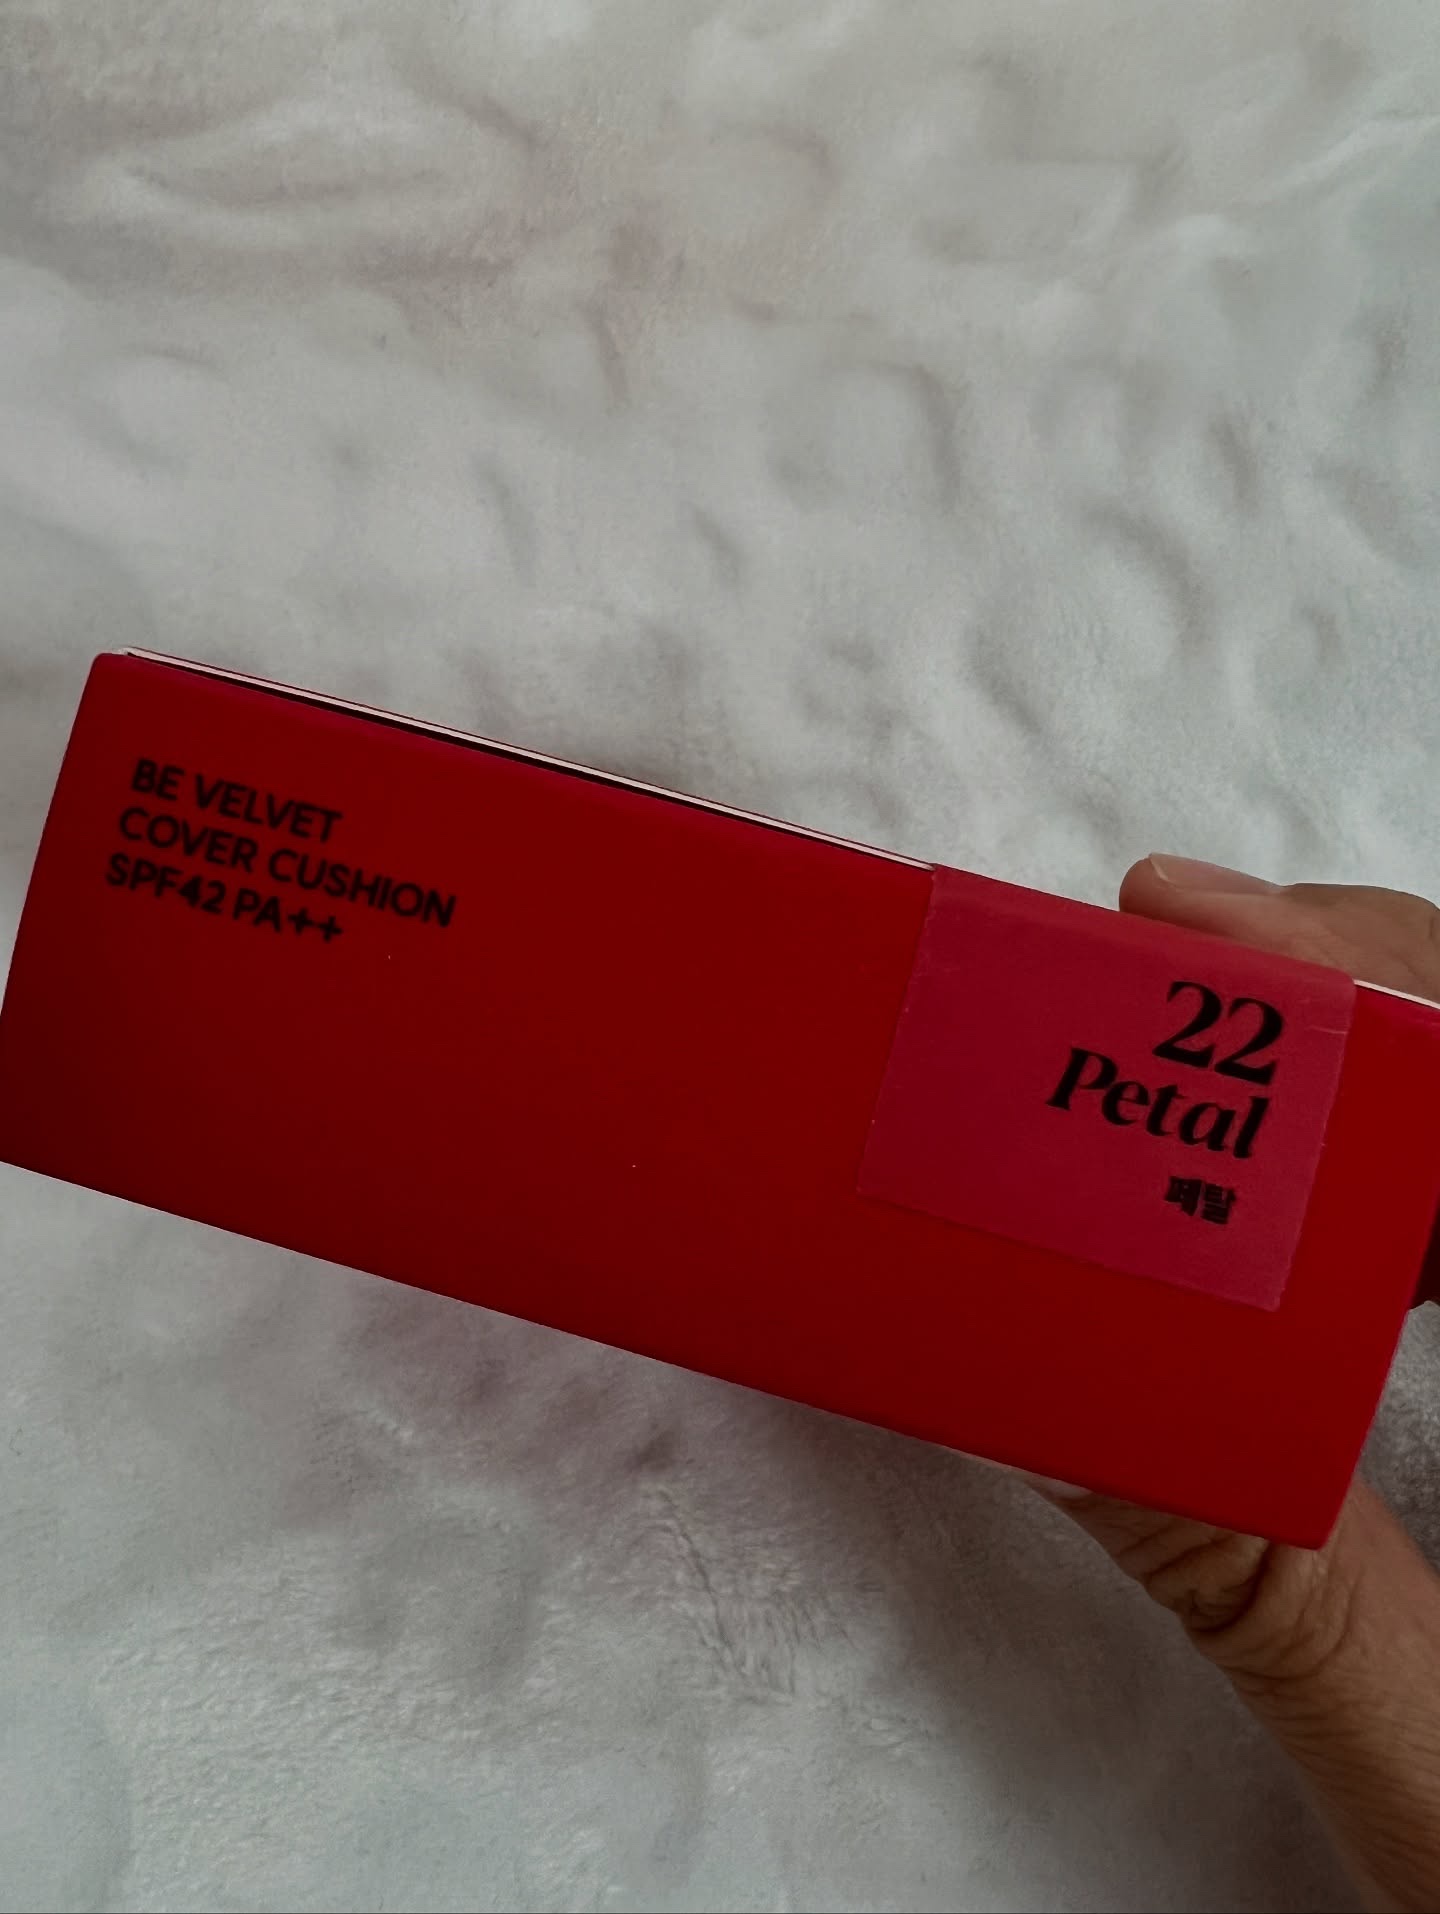 BE VELVET
COVER CUSHION
SPF42 PA++
22
Petal
페탈